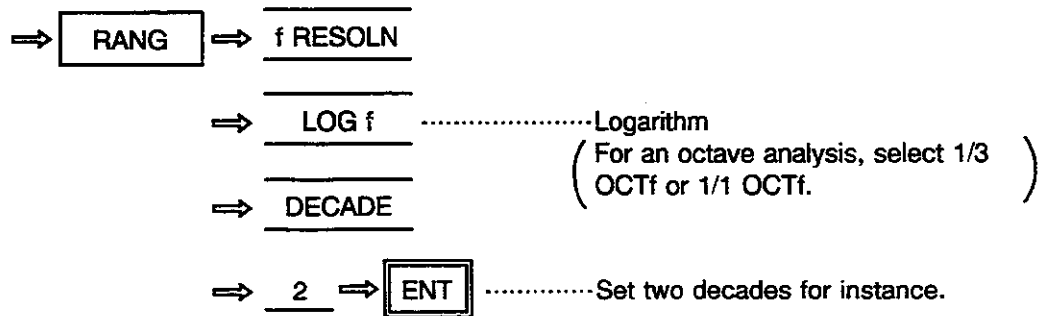 ⇒ RANG ⇒ f RESOLN
⇒ LOG f ····················Logarithm
(For an octave analysis, select 1/3
OCTf or 1/1 OCTf.)
⇒ DECADE
⇒ 2 ⇒ ENT ·············Set two decades for instance.